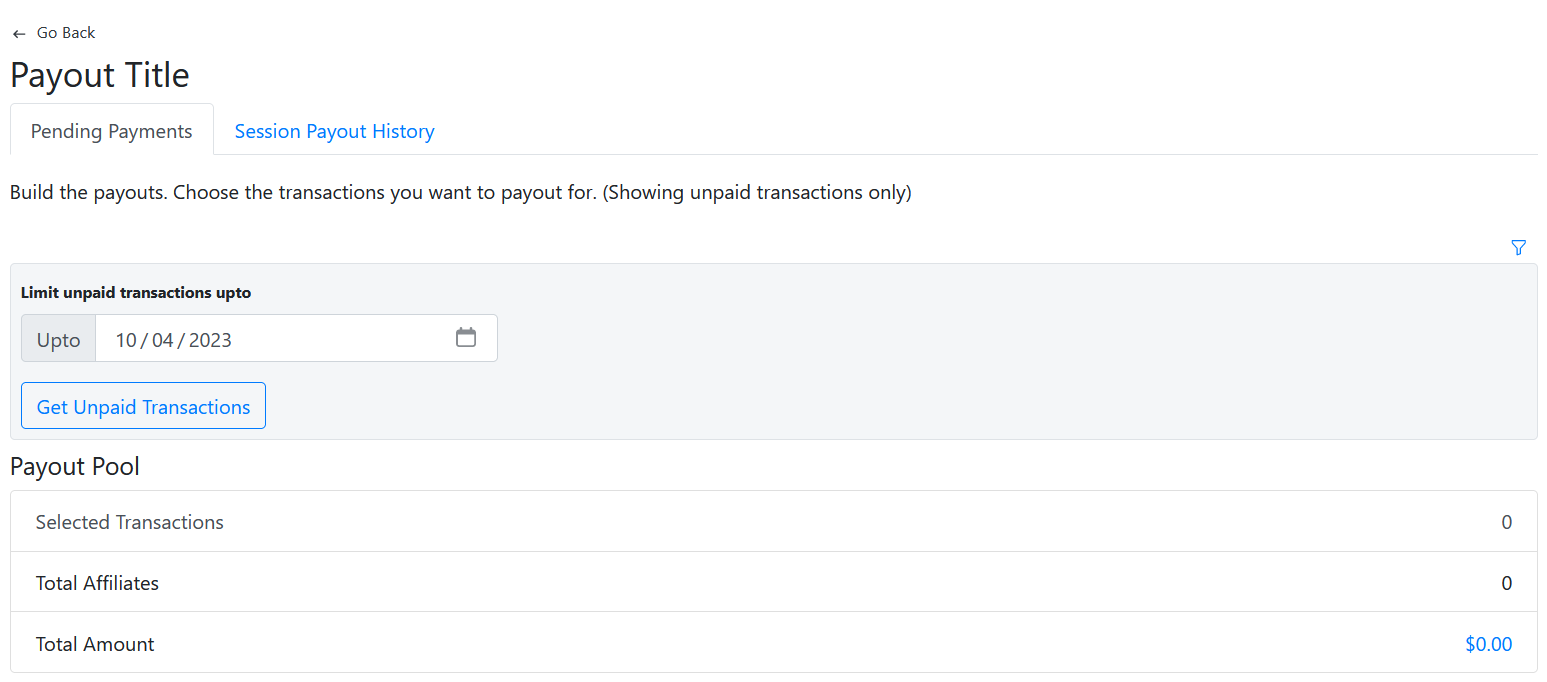 ← Go Back
Payout Title
Pending Payments Session Payout History
Build the payouts. Choose the transactions you want to payout for. (Showing unpaid transactions only)
Limit unpaid transactions upto
Upto 10 / 04 / 2023
Get Unpaid Transactions
Payout Pool
Selected Transactions 0
Total Affiliates 0
Total Amount $0.00